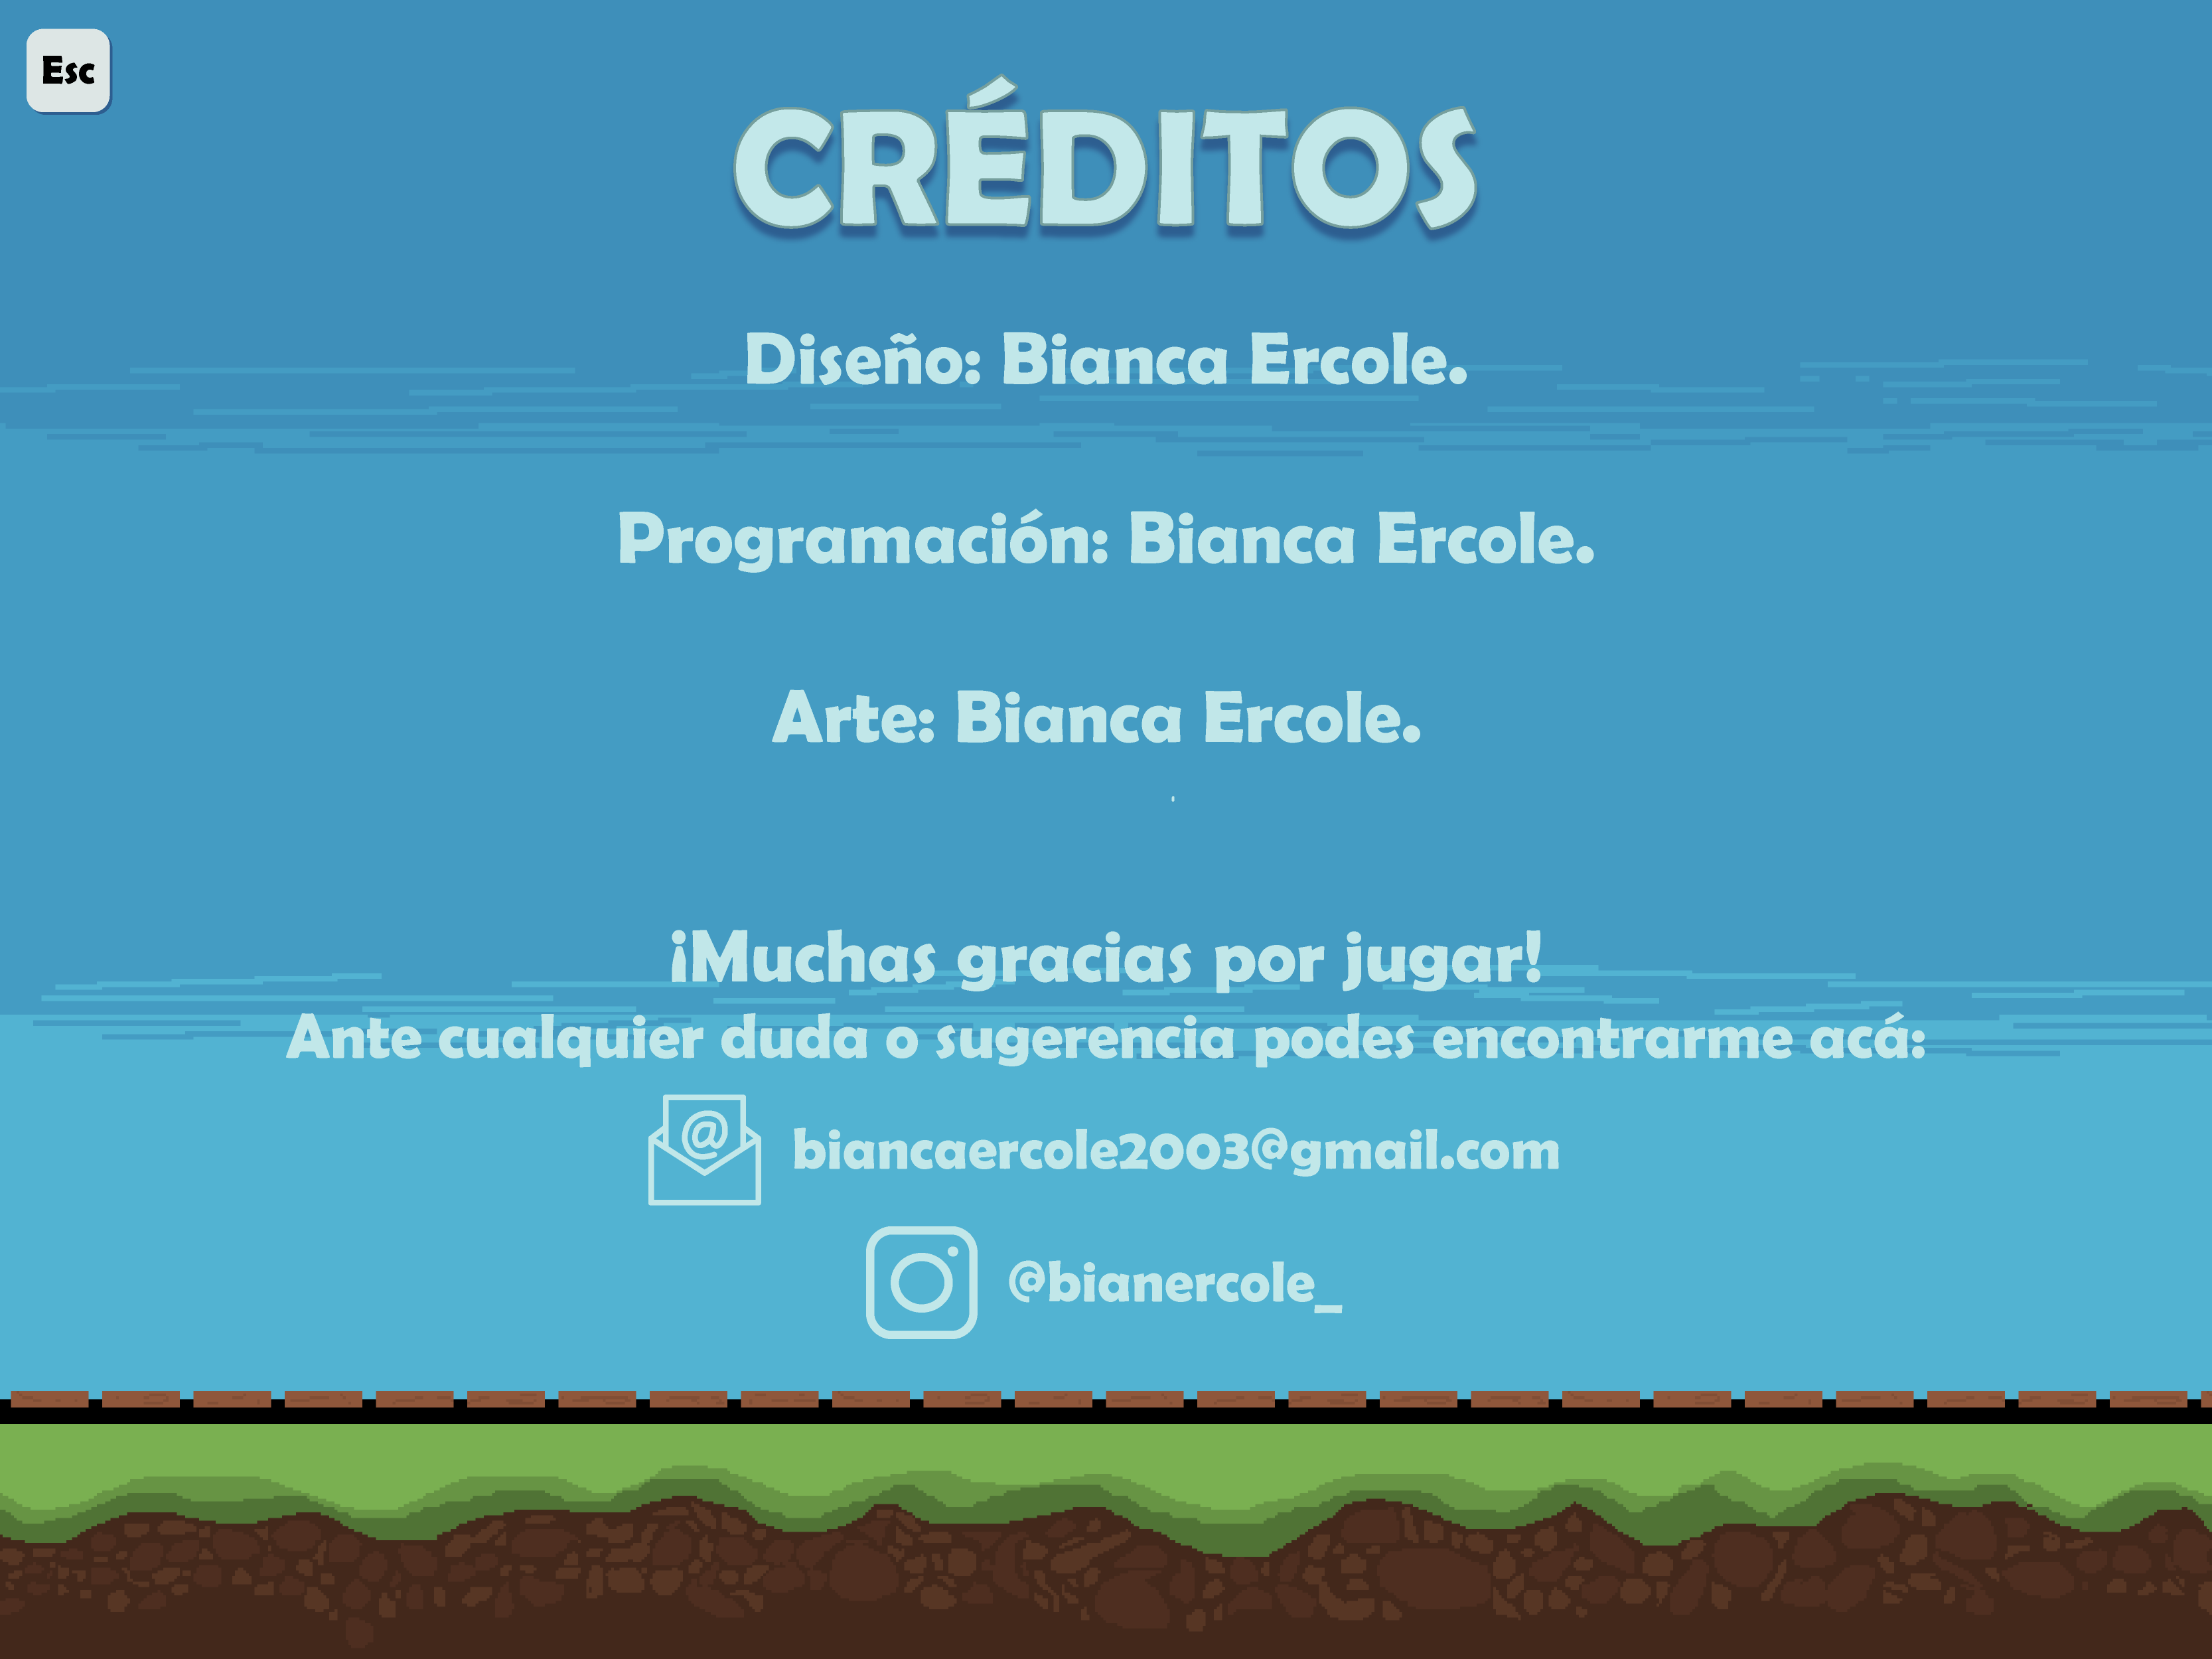 Esc
CRÉDITOS
Diseño: Bianca Ercole.
Programación: Bianca Ercole.
Arte: Bianca Ercole.
¡Muchas gracias por jugar!
Ante cualquier duda o sugerencia podes encontrarme acá:
biancaercole2003@gmail.com
@bianercole_